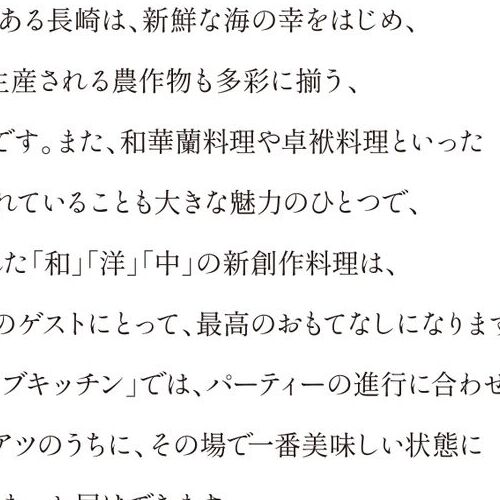 ある長崎は、新鮮な海の幸をはじめ、
生産される農作物も多彩に揃う、
です。また、和華蘭料理や卓袱料理といった
れていることも大きな魅力のひとつで、
た「和」「洋」「中」の新創作料理は、
のゲストにとって、最高のおもてなしになります
ブキッチン」では、パーティーの進行に合わせ
アツのうちに、その場で一番美味しい状態に